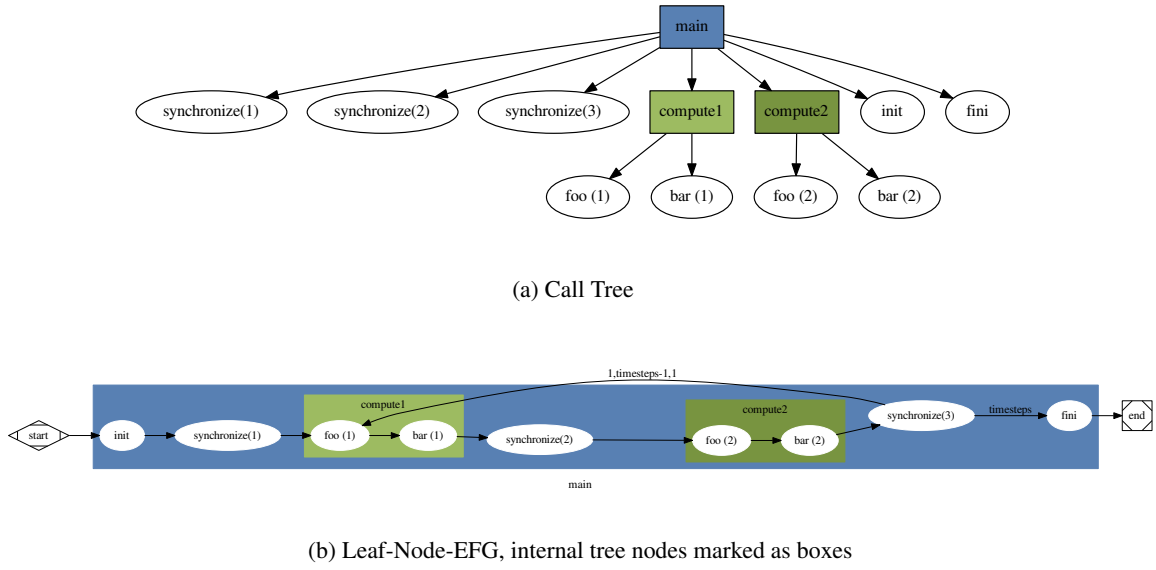 main
synchronize(1)
synchronize(2)
synchronize(3)
compute1
compute2
init
fini
foo (1)
bar (1)
foo (2)
bar (2)
(a) Call Tree
1,timesteps-1,1
compute1
compute2
start
init
synchronize(1)
foo (1)
bar (1)
synchronize(2)
foo (2)
bar (2)
synchronize(3)
timesteps
fini
end
main
(b) Leaf-Node-EFG, internal tree nodes marked as boxes